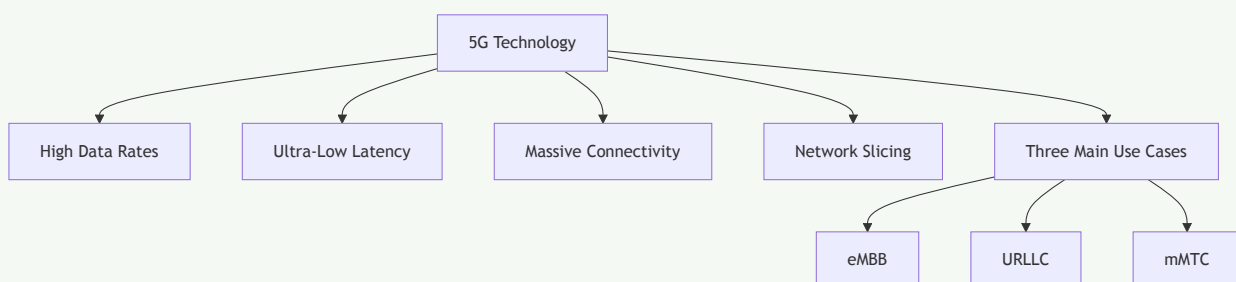 5G Technology
High Data Rates
Ultra-Low Latency
Massive Connectivity
Network Slicing
Three Main Use Cases
eMBB
URLLC
mMTC